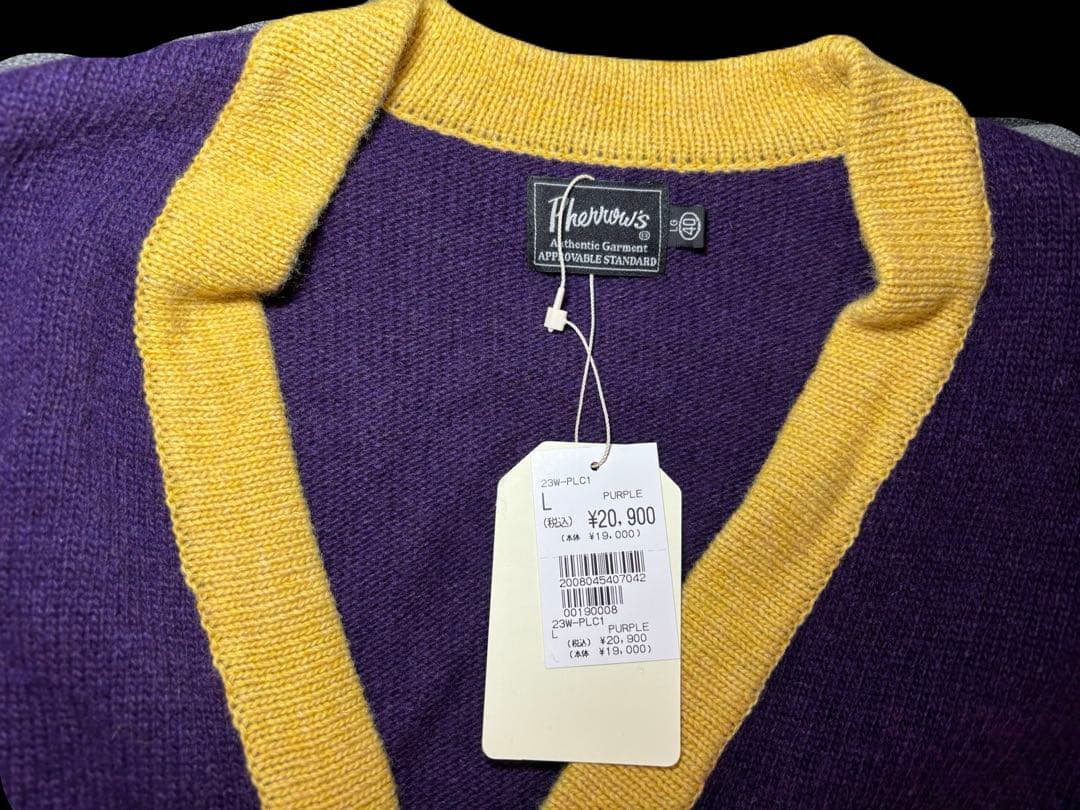 Pherrow's
®
Authentic Garment
APPROVABLE STANDARD
LG
40
23W-PLC1
L PURPLE
(税込) ¥20,900
(本体 ¥19,000)
2008045407042
00190008
23W-PLC1
L PURPLE
(税込) ¥20,900
(本体 ¥19,000)